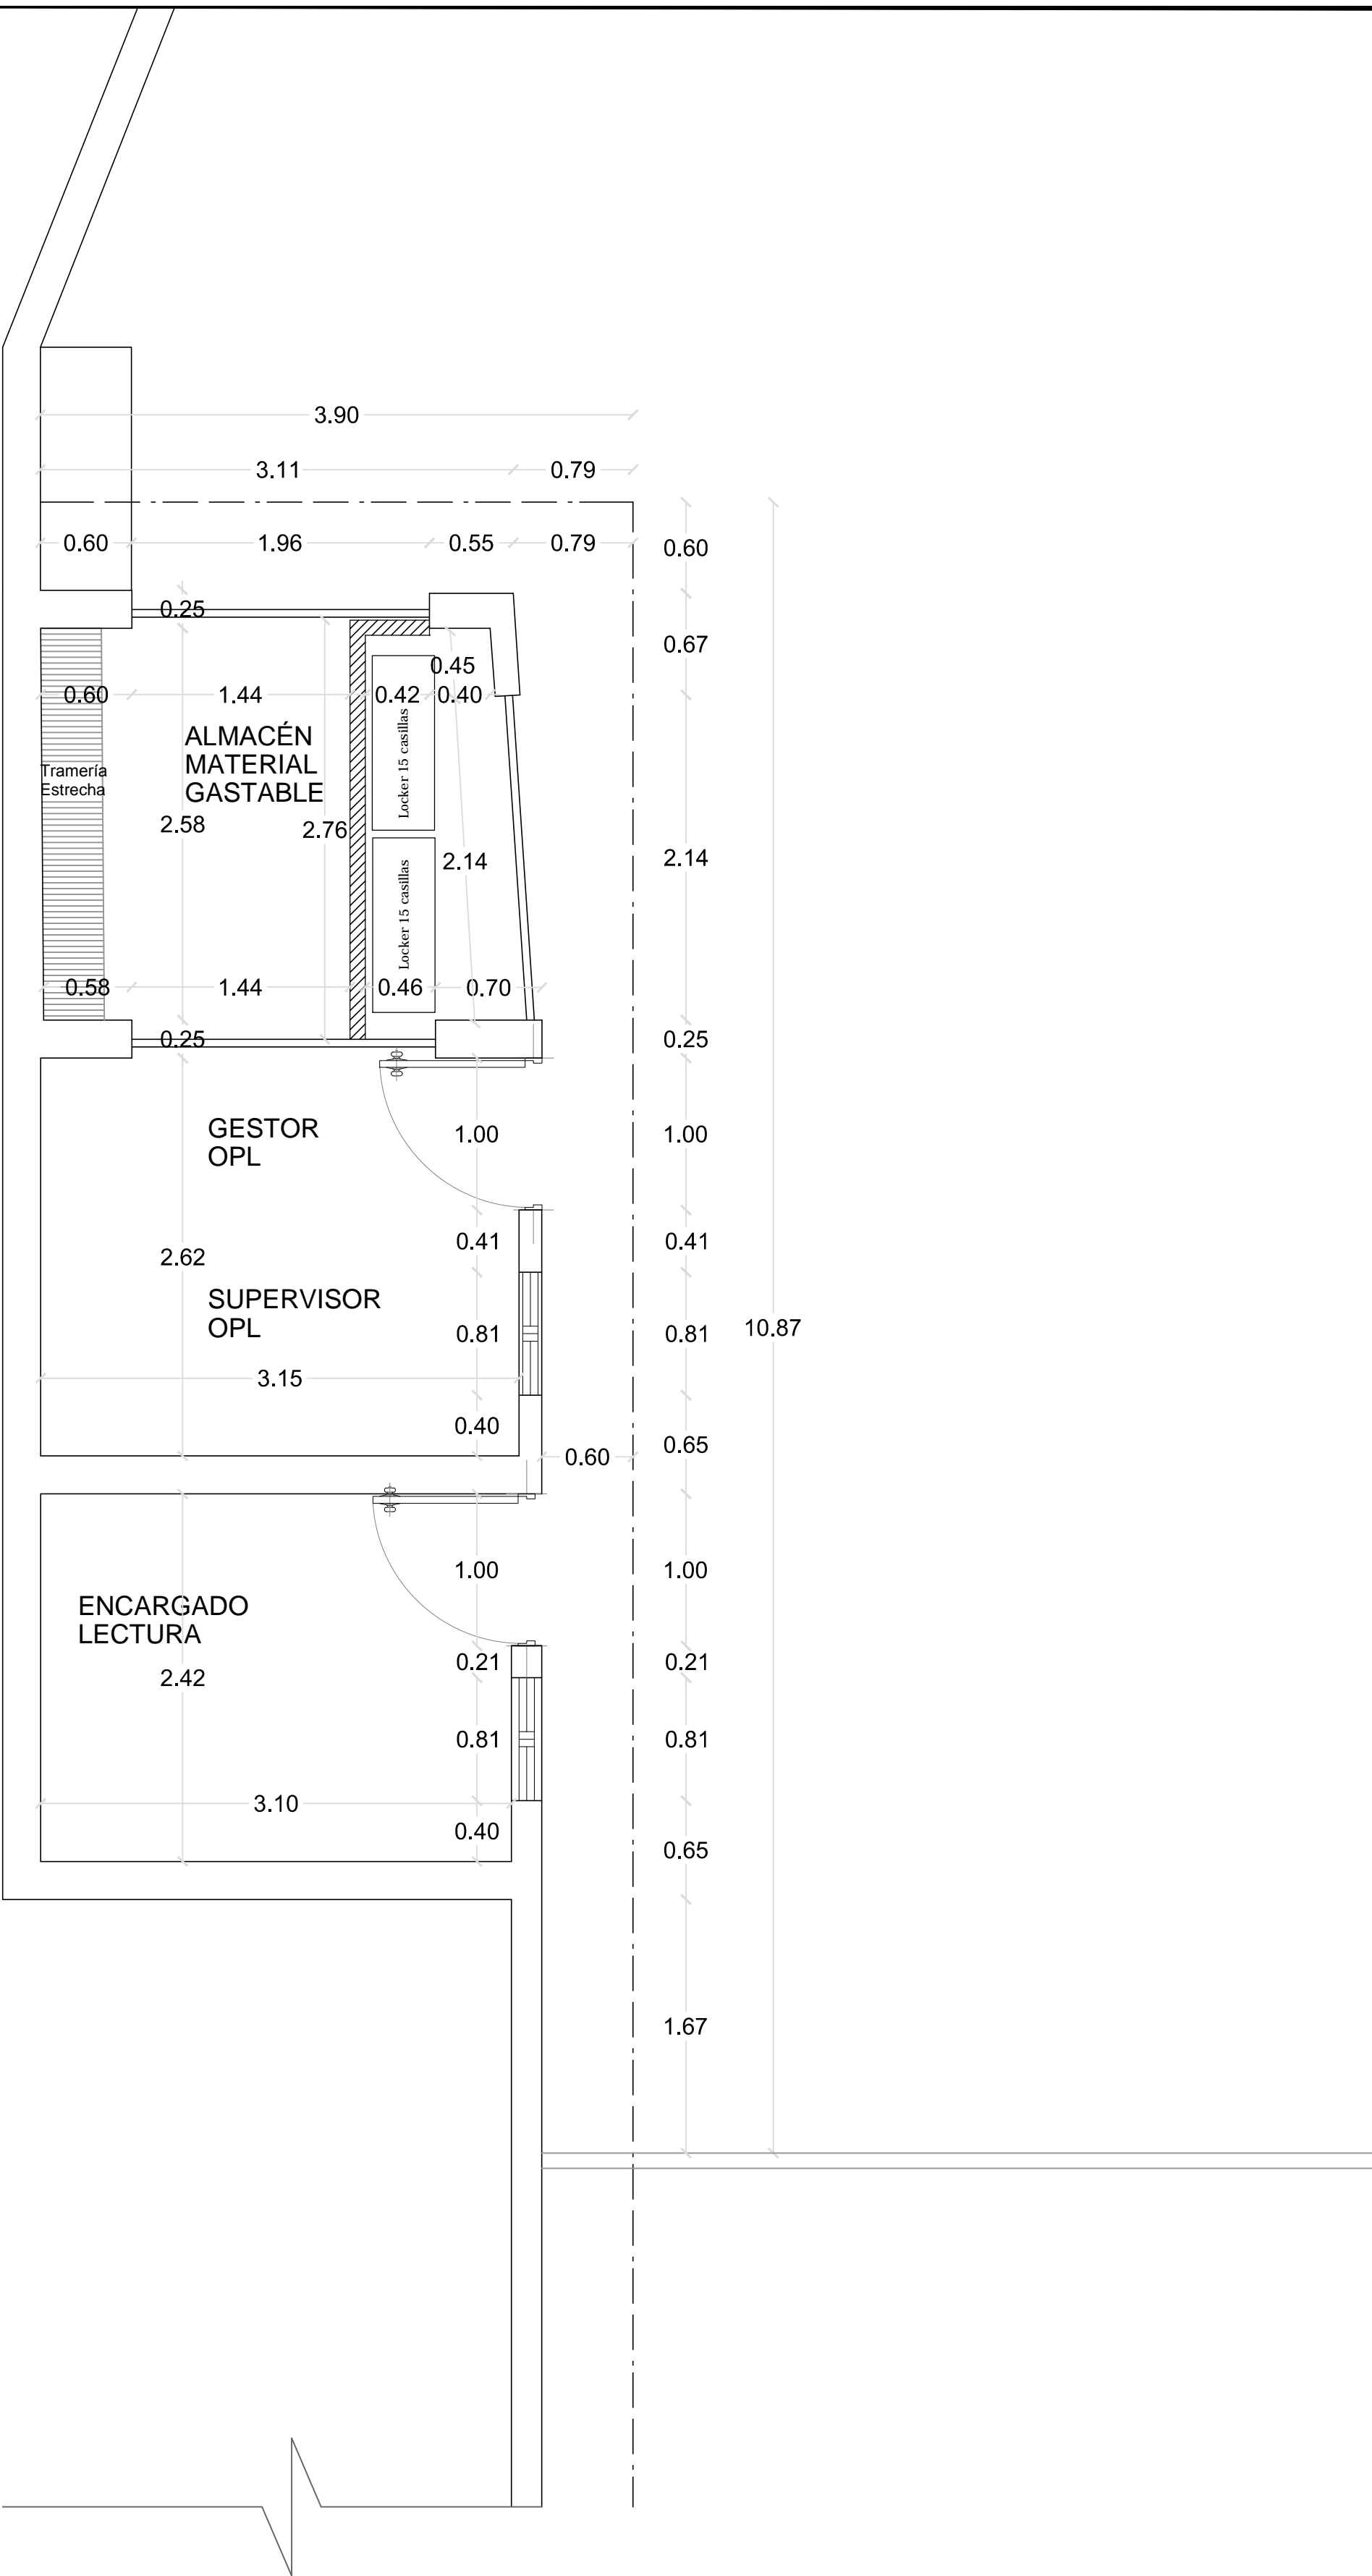 3.90
3.11 0.79
0.60 1.96 0.55 0.79 0.60
0.25
0.67
0.45
0.60 1.44 0.42 0.40
ALMACÉN
MATERIAL
GASTABLE
Locker 15 casillas
Tramería
Estrecha
2.58 2.76
2.14 2.14
Locker 15 casillas
0.58 1.44 0.46 0.70
0.25 0.25
GESTOR
OPL
1.00 1.00
0.41 0.41
2.62
SUPERVISOR
OPL
0.81 0.81 10.87
3.15
0.40 0.65
0.60
1.00 1.00
ENCARGADO
LECTURA
0.21 0.21
2.42
0.81 0.81
3.10
0.40 0.65
1.67